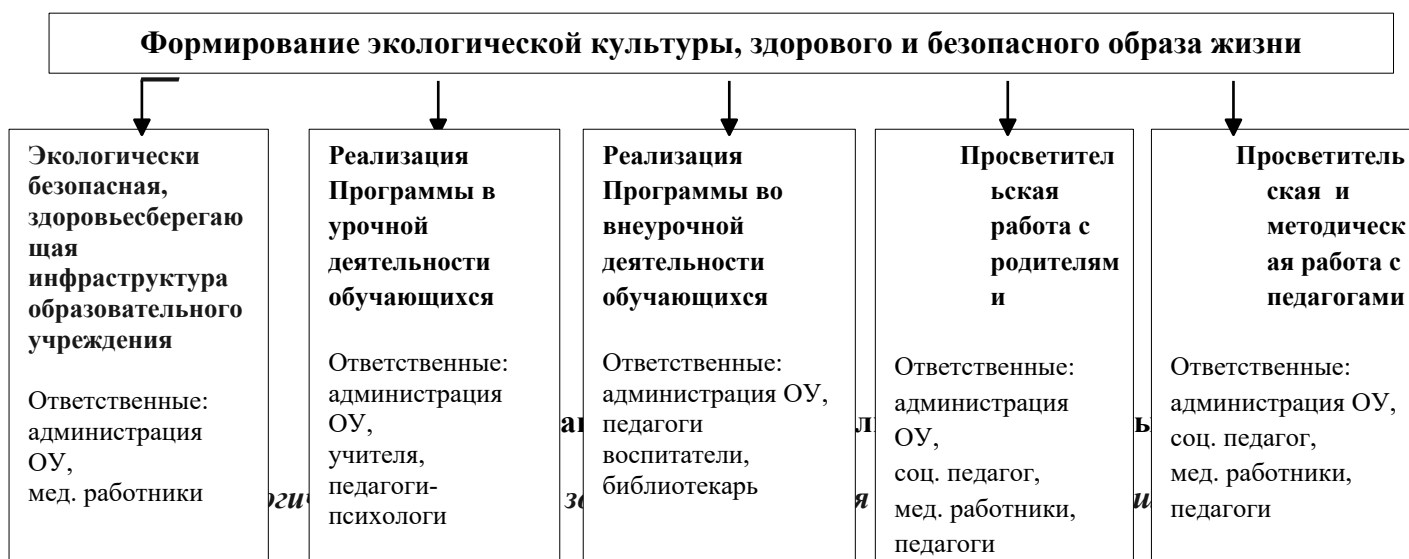 Формирование экологической культуры, здорового и безопасного образа жизни
Экологически
безопасная,
здоровьесберегаю
щая
инфраструктура
образовательного
учреждения
Ответственные:
администрация
ОУ,
мед. работники
Реализация
Программы в
урочной
деятельности
обучающихся
Ответственные:
администрация
ОУ,
учителя,
педагоги-
психологи
Реализация
Программы во
внеурочной
деятельности
обучающихся
Ответственные:
администрация ОУ,
педагоги
воспитатели,
библиотекарь
Просветител
ьская
работа с
родителям
и
Ответственные:
администрация
ОУ,
соц. педагог,
мед. работники,
педагоги
Просветитель
ская и
методическ
ая работа с
педагогами
Ответственные:
администрация ОУ,
соц. педагог,
мед. работники,
педагоги